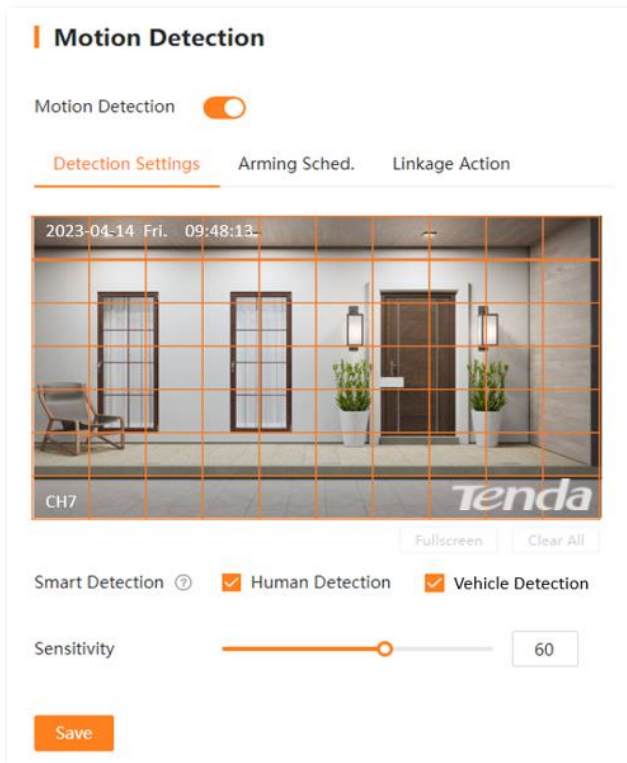 Motion Detection
Motion Detection
Detection Settings Arming Sched. Linkage Action
2023-04-14 Fri. 09:48:13
CH7
Tenda
Fullscreen Clear All
Smart Detection ? Human Detection Vehicle Detection
Sensitivity 60
Save